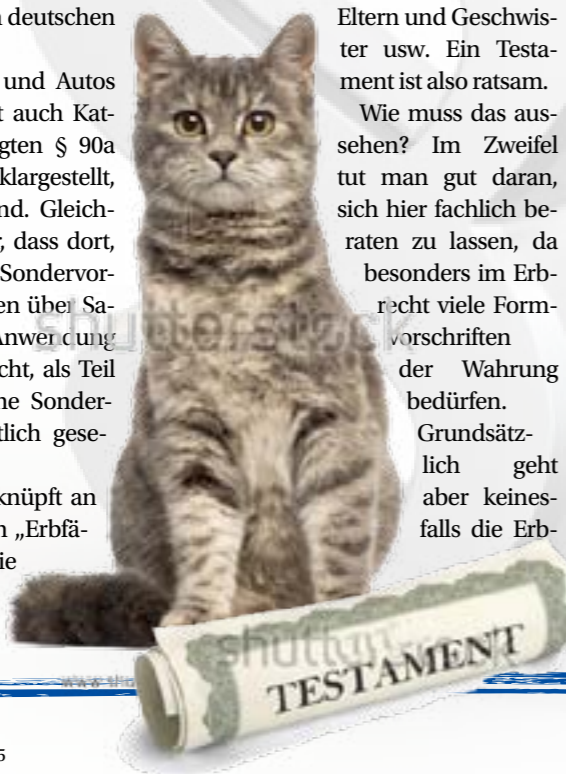 deutschen
und Autos
auch Kat-
gten § 90a
klargestellt,
nd. Gleich-
dass dort,
Sondervor-
en über Sa-
Anwendung
cht, als Teil
ne Sonder-
tlich gese-
knüpft an
„Erbfä-
ie
Eltern und Geschwis-
ter usw. Ein Testa-
ment ist also ratsam.
Wie muss das aus-
sehen? Im Zweifel
tut man gut daran,
sich hier fachlich be-
raten zu lassen, da
besonders im Erb-
recht viele Form-
vorschriften
der Wahrung
bedürfen.
Grundsätz-
lich geht
aber keines-
falls die Erb-
shutterstock
TESTAMENT
5